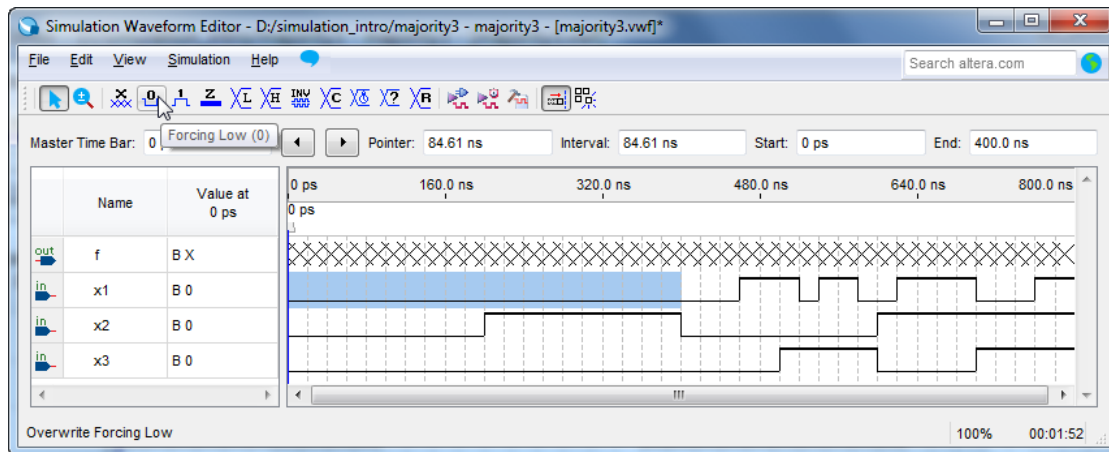 Simulation Waveform Editor - D:/simulation_intro/majority3 - majority3 - [majority3.vwf]*
File Edit View Simulation Help Search altera.com
X 0 1 Z L H INV C 2 R
Forcing Low (0)
Master Time Bar: 0 Pointer: 84.61 ns Interval: 84.61 ns Start: 0 ps End: 400.0 ns
Name Value at 0 ps 0 ps 160.0 ns 320.0 ns 480.0 ns 640.0 ns 800.0 ns
0 ps
out f B X
in x1 B 0
in x2 B 0
in x3 B 0
Overwrite Forcing Low 100% 00:01:52